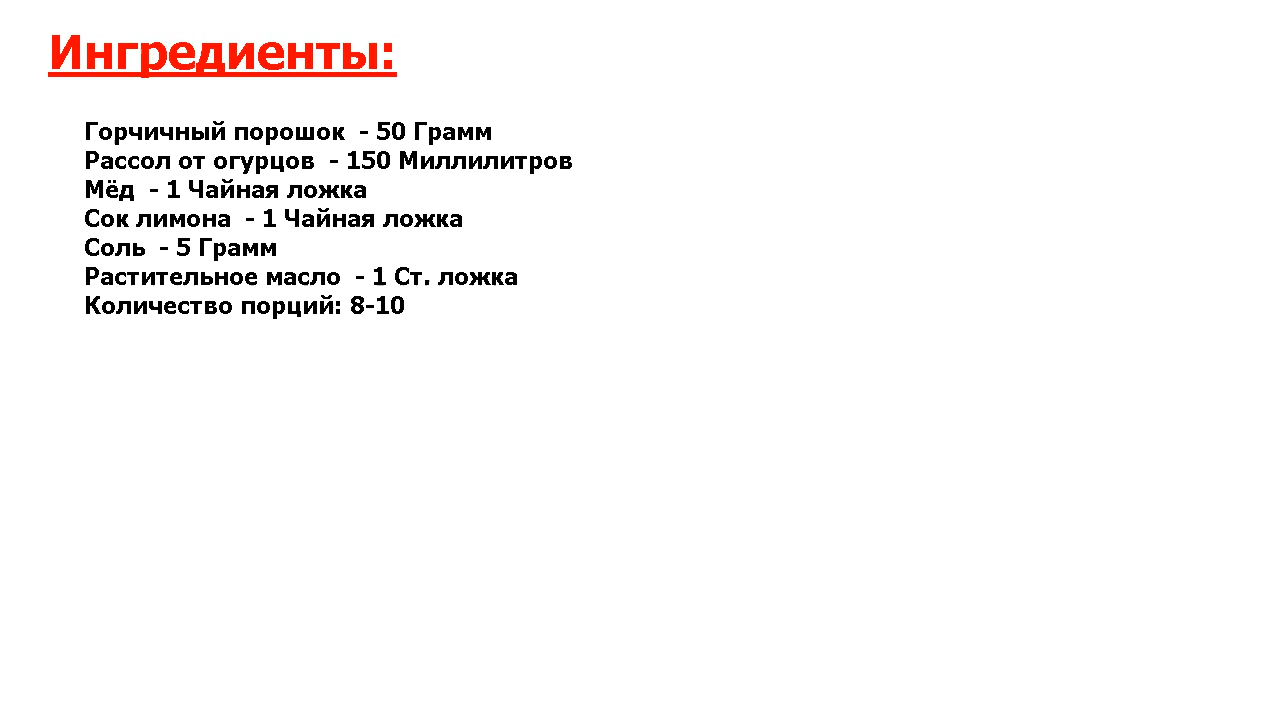 Ингредиенты:
Горчичный порошок  - 50 Грамм
Рассол от огурцов  - 150 Миллилитров
Мёд  - 1 Чайная ложка
Сок лимона  - 1 Чайная ложка
Соль  - 5 Грамм
Растительное масло  - 1 Ст. ложка
Количество порций: 8-10